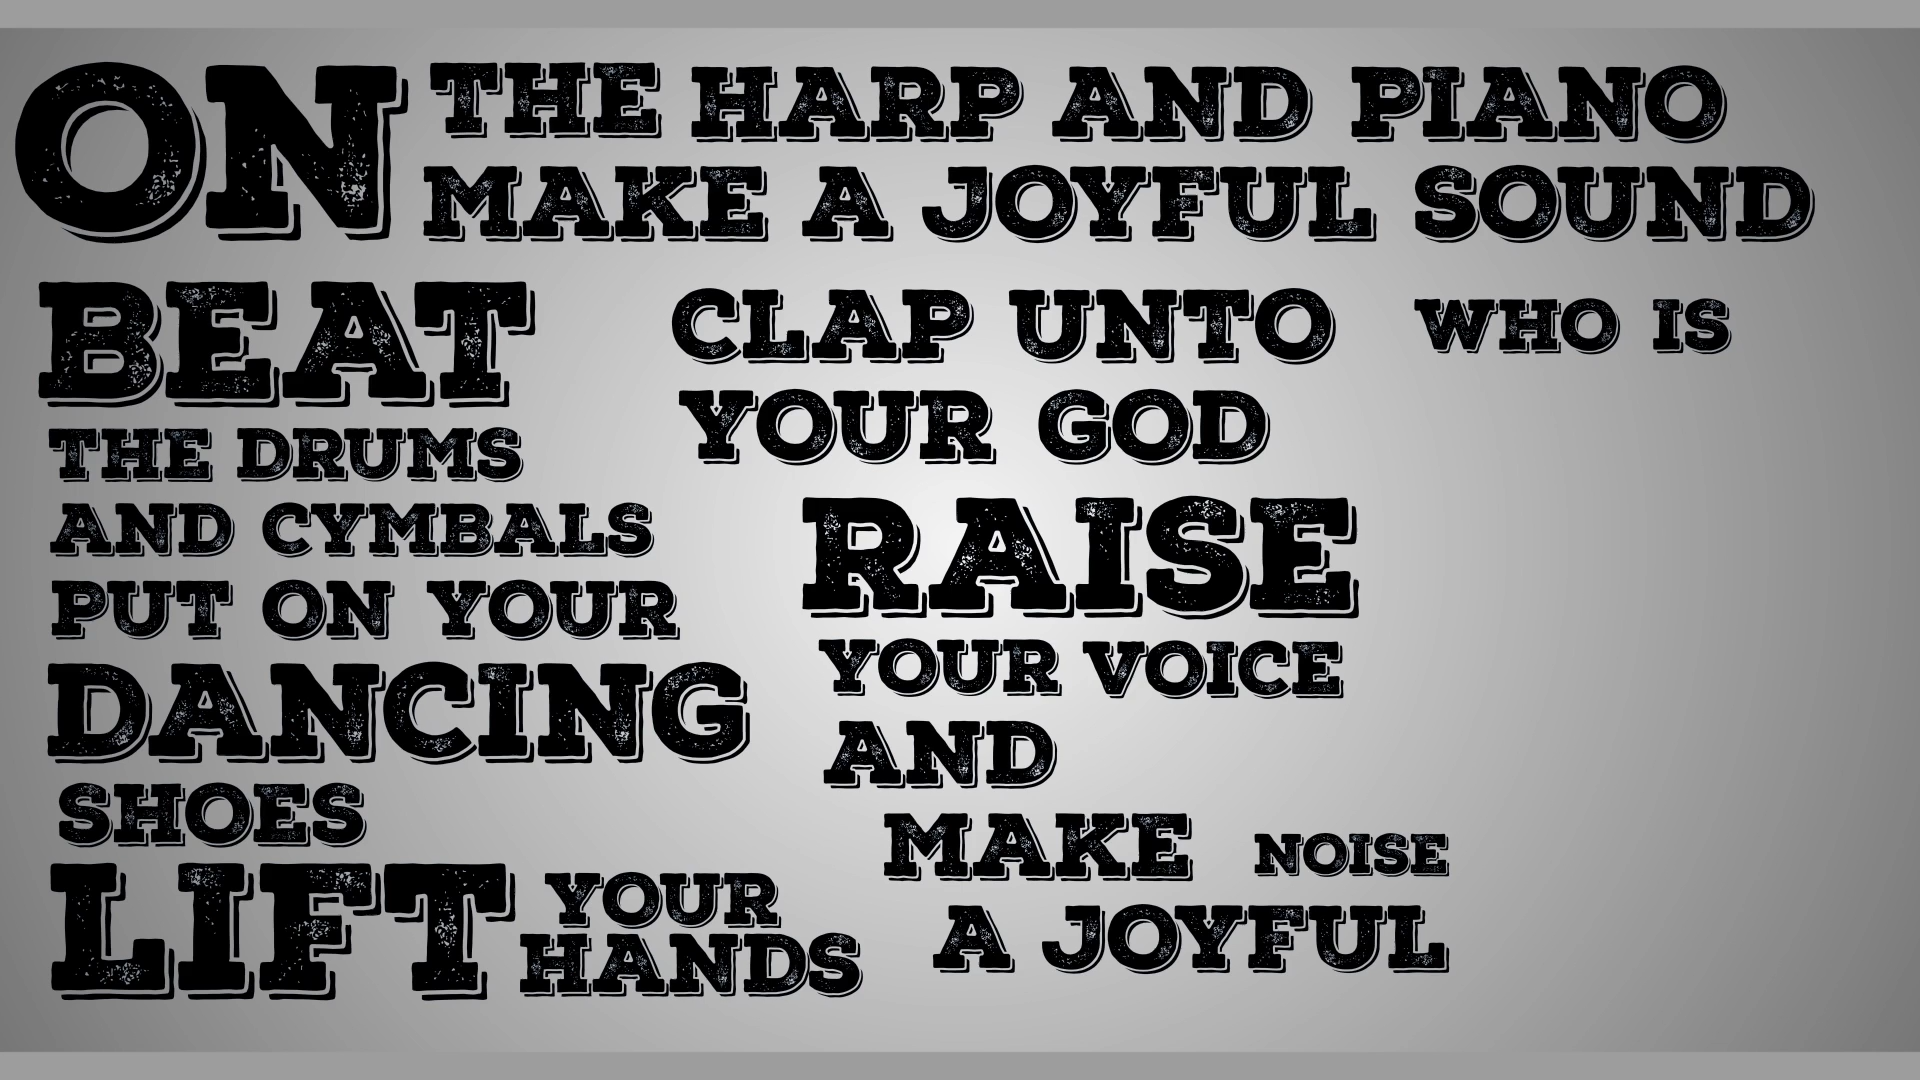 ON THE HARP AND PIANO
MAKE A JOYFUL SOUND
BEAT
THE DRUMS
AND CYMBALS
PUT ON YOUR
DANCING
SHOES
LIFT YOUR
HANDS
CLAP UNTO
YOUR GOD
RAISE
YOUR VOICE
AND
MAKE NOISE
A JOYFUL
WHO IS